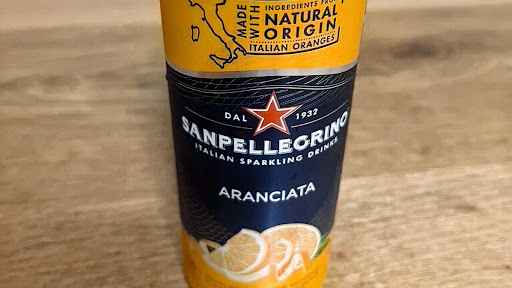 MADE
WITH
INGREDIENTS FROM
NATURAL
ORIGIN
ITALIAN ORANGES
DAL 1932
SANPELLEGRINO
ITALIAN SPARKLING DRINKS
ARANCIATA